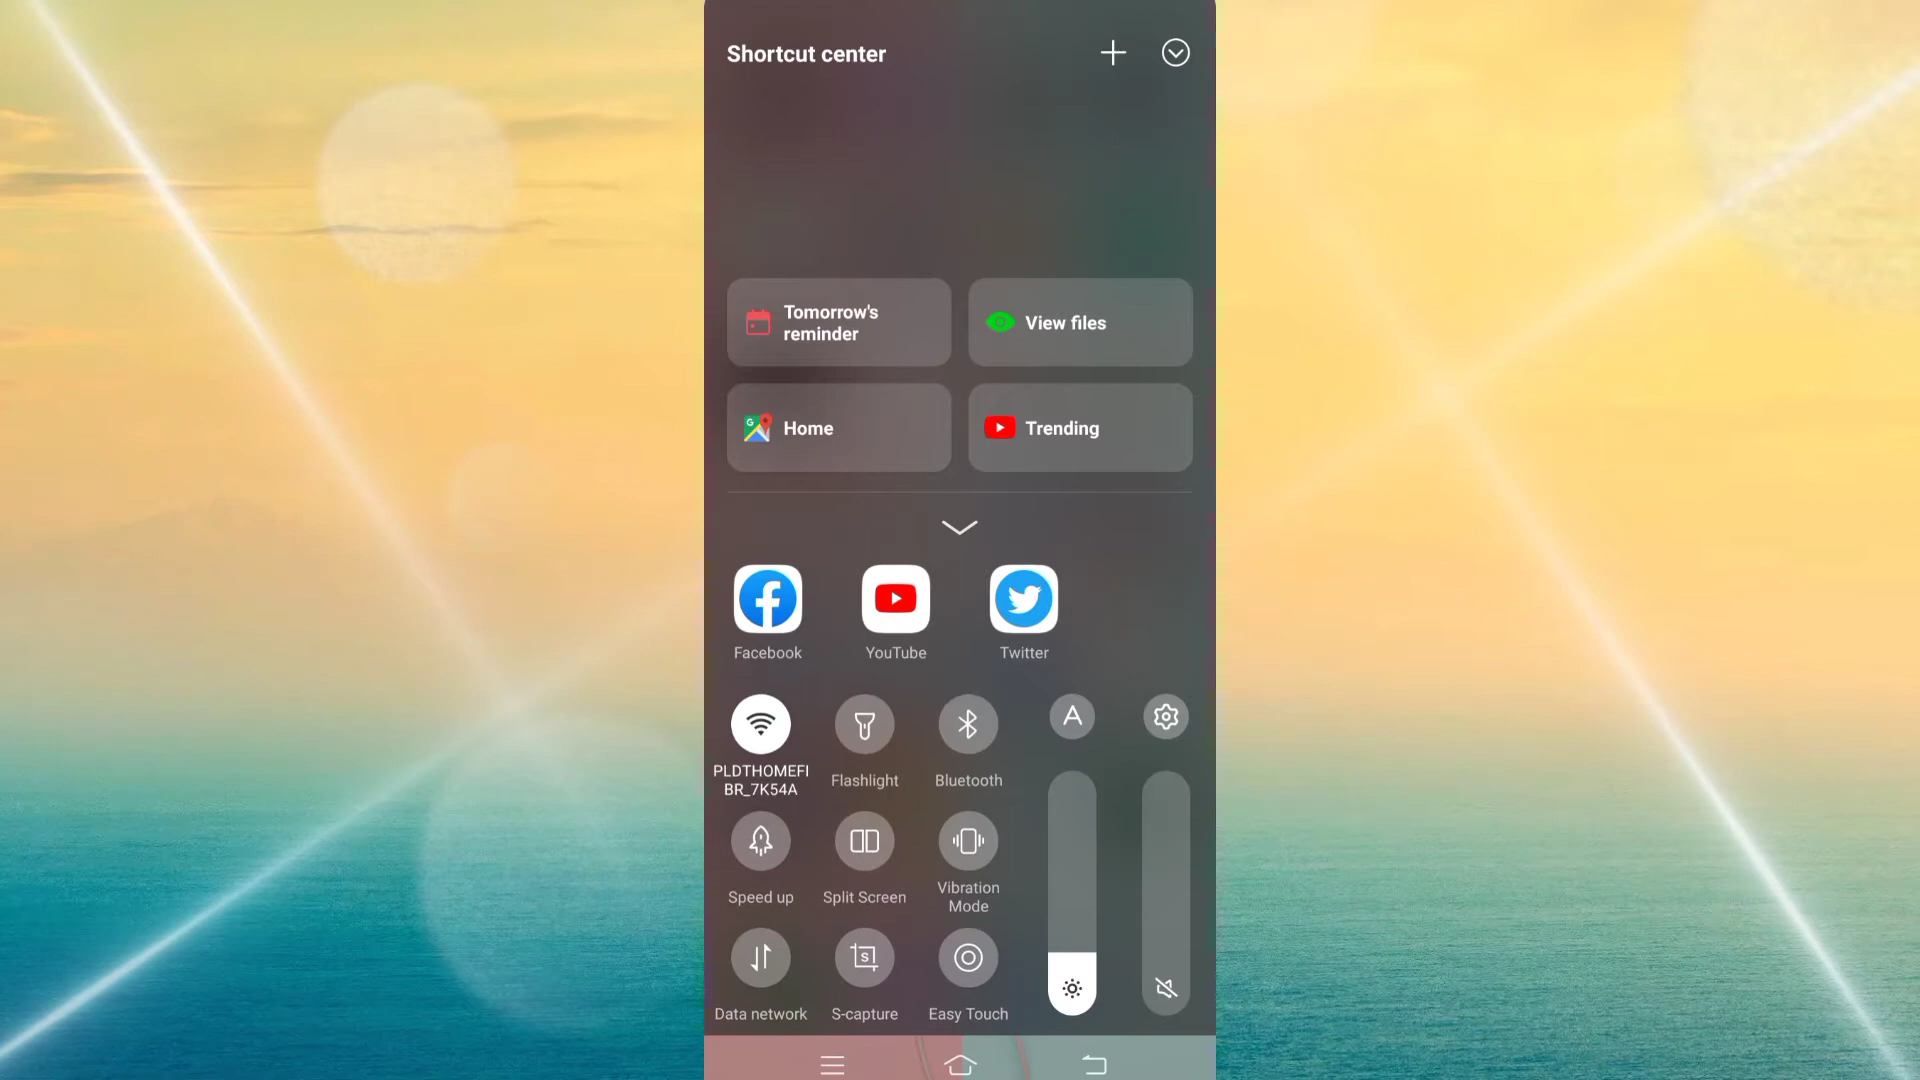 Shortcut center
Tomorrow's
reminder
View files
Home
Trending
Facebook
YouTube
Twitter
PLDTHOMEFI
BR_7K54A
Flashlight
Bluetooth
A
Speed up
Split Screen
Vibration
Mode
S
Data network
S-capture
Easy Touch